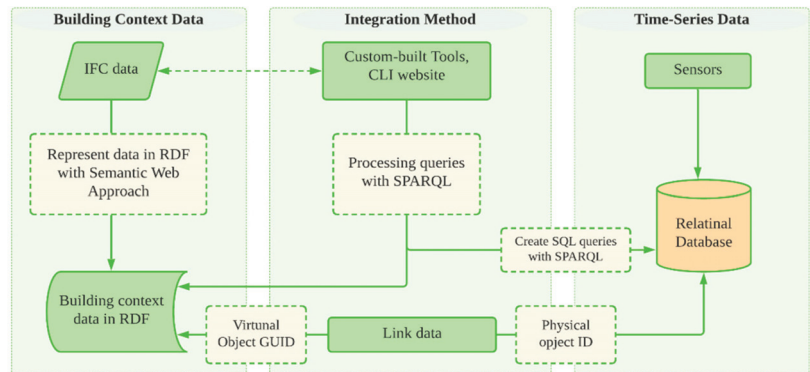 Building Context Data
Integration Method
Time-Series Data
IFC data
Custom-built Tools,
CLI website
Sensors
Represent data in RDF
with Semantic Web
Approach
Processing queries
with SPARQL
Relatinal
Database
Create SQL queries
with SPARQL
Building context
data in RDF
Virtunal
Object GUID
Link data
Physical
opject ID